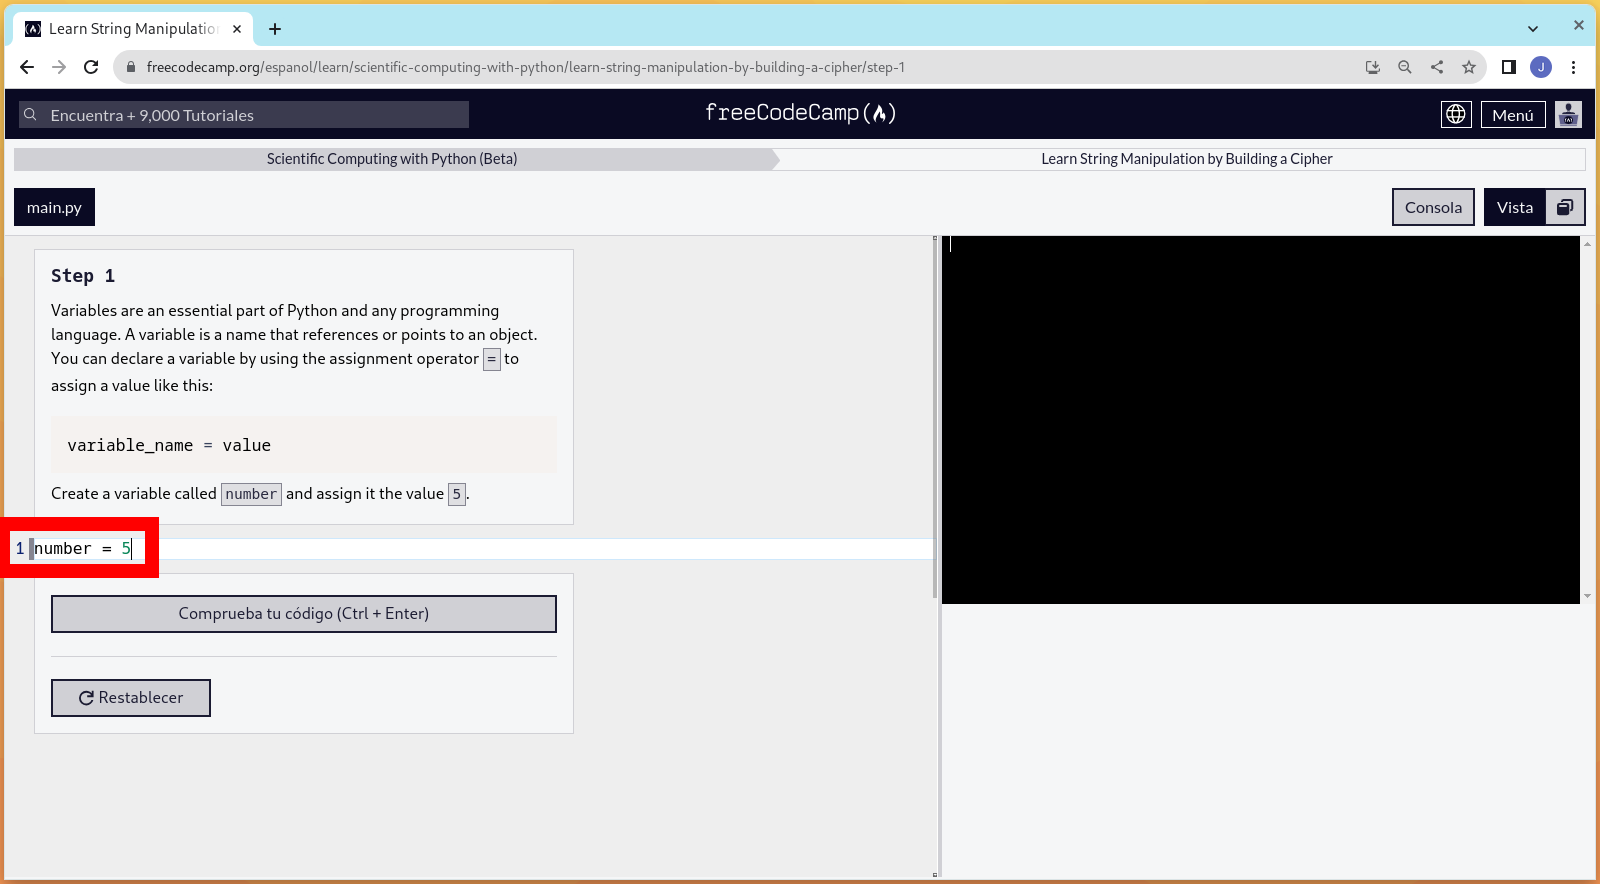 Learn String Manipulatio
freecodecamp.org/espanol/learn/scientific-computing-with-python/learn-string-manipulation-by-building-a-cipher/step-1
J
Encuentra + 9,000 Tutoriales
freeCodeCamp
Menú
Scientific Computing with Python (Beta)
Learn String Manipulation by Building a Cipher
main.py
Consola
Vista
Step 1
Variables are an essential part of Python and any programming
language. A variable is a name that references or points to an object.
You can declare a variable by using the assignment operator = to
assign a value like this:
variable_name = value
Create a variable called number and assign it the value 5.
1 number = 5
Comprueba tu código (Ctrl + Enter)
Restablecer